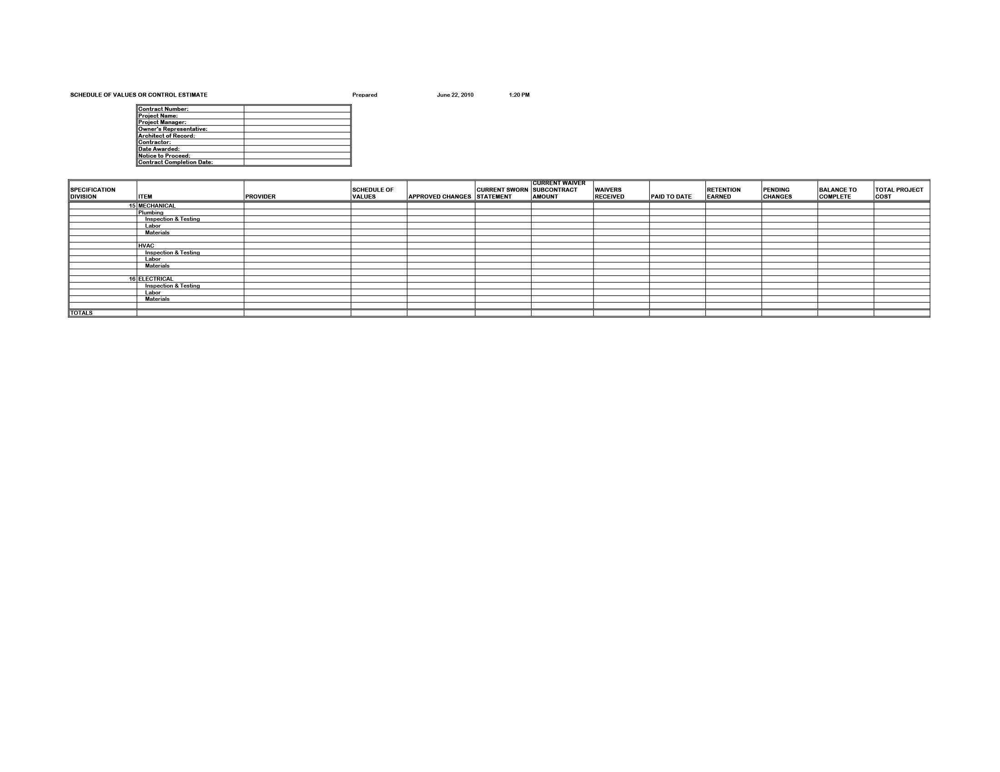 SCHEDULE OF VALUES OR CONTROL ESTIMATE Prepared June 22, 2010 1:20 PM
Contract Number:
Project Name:
Project Manager:
Owner's Representative:
Architect of Record:
Contractor:
Date Awarded:
Notice to Proceed:
Contract Completion Date:
SPECIFICATION DIVISION
ITEM
PROVIDER
SCHEDULE OF VALUES
APPROVED CHANGES
CURRENT SWORN STATEMENT
CURRENT WAIVER SUBCONTRACT AMOUNT
WAIVERS RECEIVED
PAID TO DATE
RETENTION EARNED
PENDING CHANGES
BALANCE TO COMPLETE
TOTAL PROJECT COST
15 MECHANICAL
Plumbing
Inspection & Testing
Labor
Materials
HVAC
Inspection & Testing
Labor
Materials
16 ELECTRICAL
Inspection & Testing
Labor
Materials
TOTALS